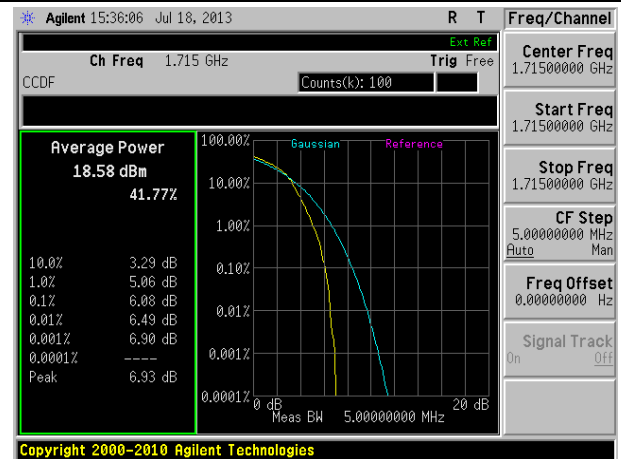 Agilent 15:36:06 Jul 18, 2013 R T
Freq/Channel
Ext Ref
Ch Freq 1.715 GHz Trig Free
CCDF Counts(k): 100
Center Freq
1.71500000 GHz
Start Freq
1.71500000 GHz
Stop Freq
1.71500000 GHz
CF Step
5.00000000 MHz
Auto Man
Freq Offset
0.00000000 Hz
Signal Track
On Off
Average Power
18.58 dBm
41.77%
10.0% 3.29 dB
1.0% 5.06 dB
0.1% 6.08 dB
0.01% 6.49 dB
0.001% 6.90 dB
0.0001% ----
Peak 6.93 dB
100.00% Gaussian Reference
10.00%
1.00%
0.10%
0.01%
0.001%
0.0001%
0 dB 20 dB
Meas BW 5.00000000 MHz
Copyright 2000-2010 Agilent Technologies